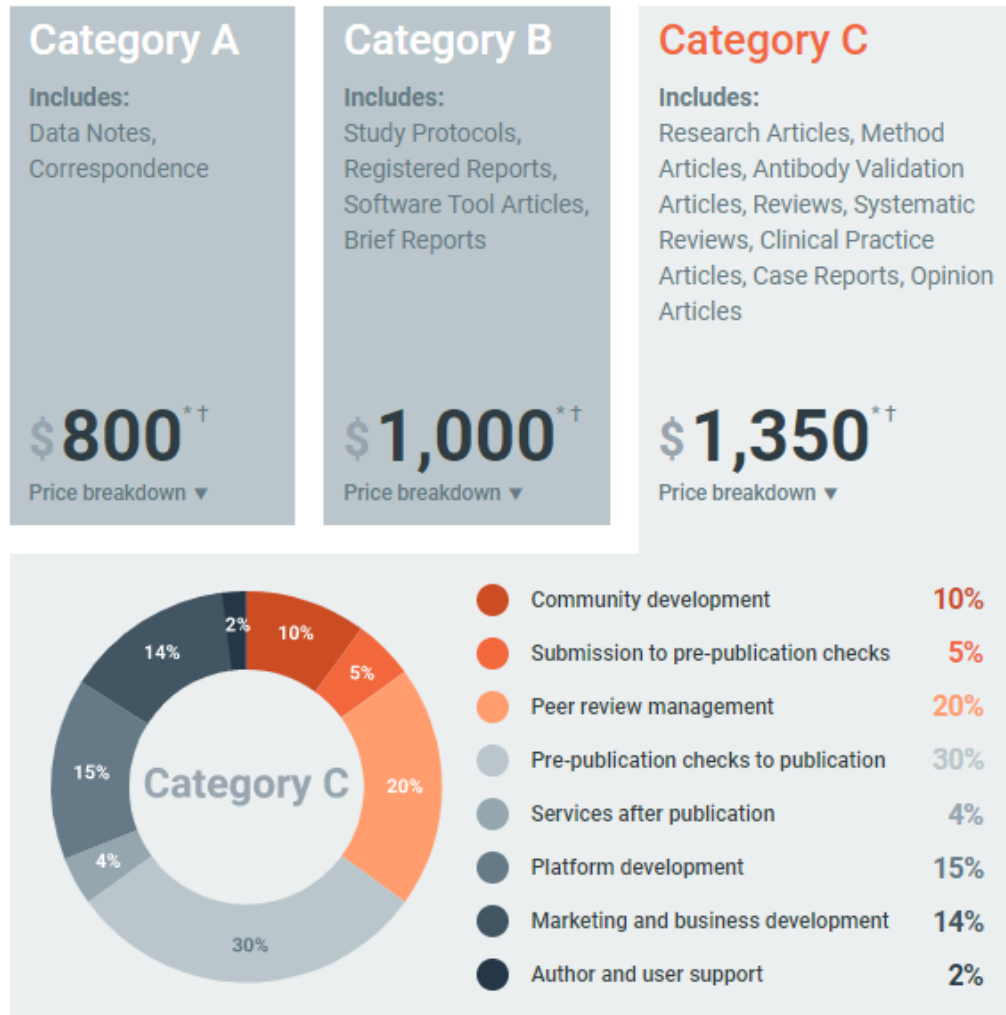 Category A
Includes:
Data Notes,
Correspondence
$800*†
Price breakdown ▼
Category B
Includes:
Study Protocols,
Registered Reports,
Software Tool Articles,
Brief Reports
$1,000*†
Price breakdown ▼
Category C
Includes:
Research Articles, Method
Articles, Antibody Validation
Articles, Reviews, Systematic
Reviews, Clinical Practice
Articles, Case Reports, Opinion
Articles
$1,350*†
Price breakdown ▼
2%
10%
14%
5%
15%
Category C
20%
4%
30%
Community development 10%
Submission to pre-publication checks 5%
Peer review management 20%
Pre-publication checks to publication 30%
Services after publication 4%
Platform development 15%
Marketing and business development 14%
Author and user support 2%